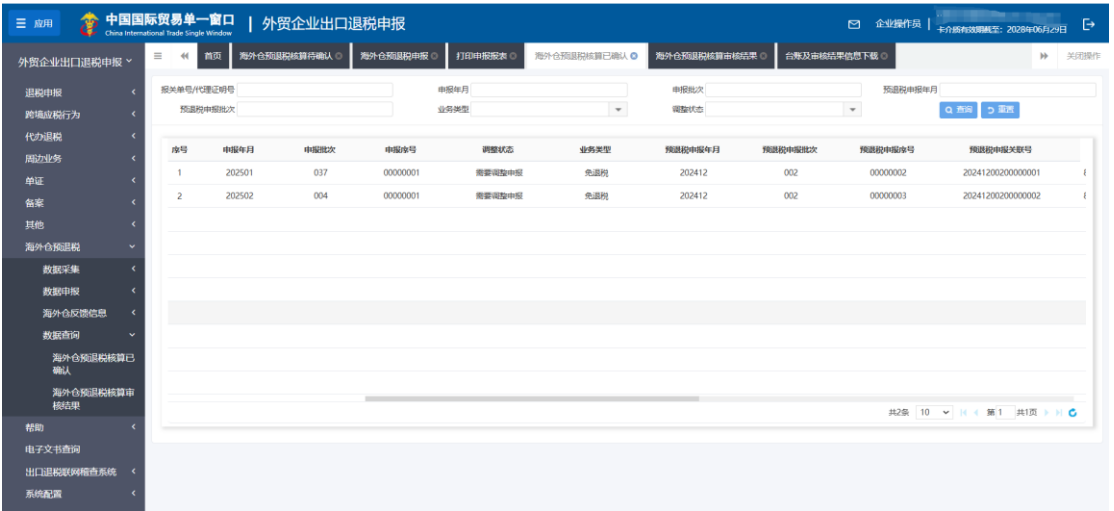 应用
中国国际贸易单一窗口 | 外贸企业出口退税申报
China International Trade Single Window
企业操作员
卡介质有效期截至: 2028年06月29日
外贸企业出口退税申报
首页 海外仓预退税核算待确认 海外仓预退税申报 打印申报报表 海外仓预退税核算已确认 海外仓预退税核算审核结果 台账及审核结果信息下载 关闭操作
退税申报
跨境应税行为
代办退税
周边业务
单证
备案
其他
海外仓预退税
数据采集
数据申报
海外仓反馈信息
数据查询
海外仓预退税核算已
确认
海外仓预退税核算审
核结果
帮助
电子文书查询
出口退税联网稽查系统
系统配置
报关单号/代理证明号 申报年月 申报批次 预退税申报年月
预退税申报批次 业务类型 调整状态 查询 重置
序号 申报年月 申报批次 申报序号 调整状态 业务类型 预退税申报年月 预退税申报批次 预退税申报序号 预退税申报关联号
1 202501 037 00000001 需要调整申报 免退税 202412 002 00000002 20241200200000001
2 202502 004 00000001 需要调整申报 免退税 202412 002 00000003 20241200200000002
共2条 10 第 1 共1页